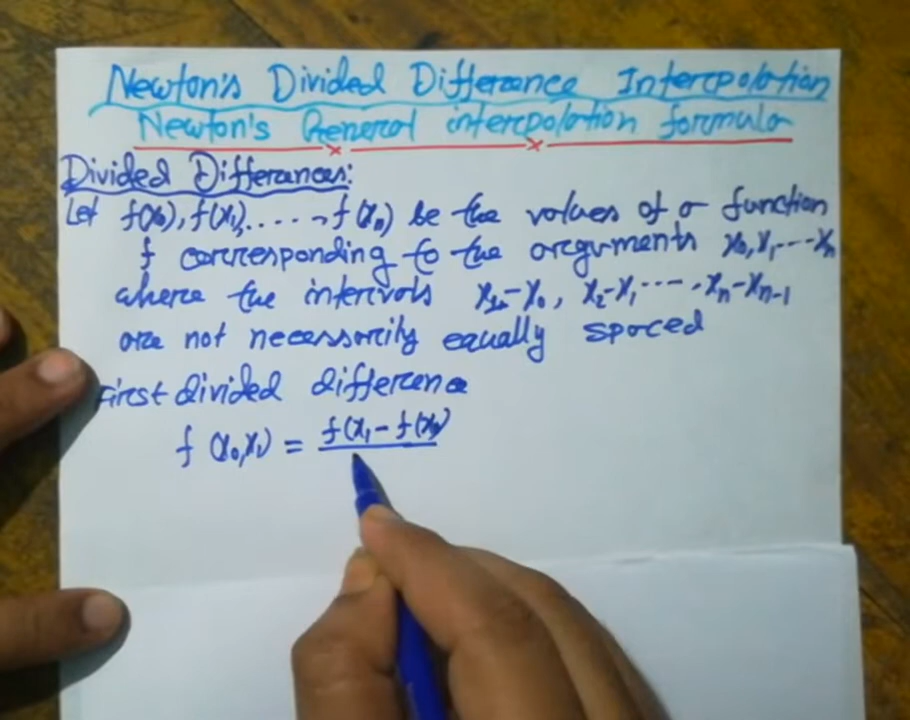 Newton's Divided Difference Interpolation
Newton's General interpolation formula
Divided Differences:
Let f(x₀), f(x₁), ....., f(xₙ) be the values of a function
f corresponding to the arguments x₀, x₁, ... xₙ
where the intervals x₁-x₀, x₂-x₁, ...., xₙ-xₙ₋₁
are not necessarily equally spaced
First divided difference
f (x₀,x₁) = f(x₁ - f(x₀)